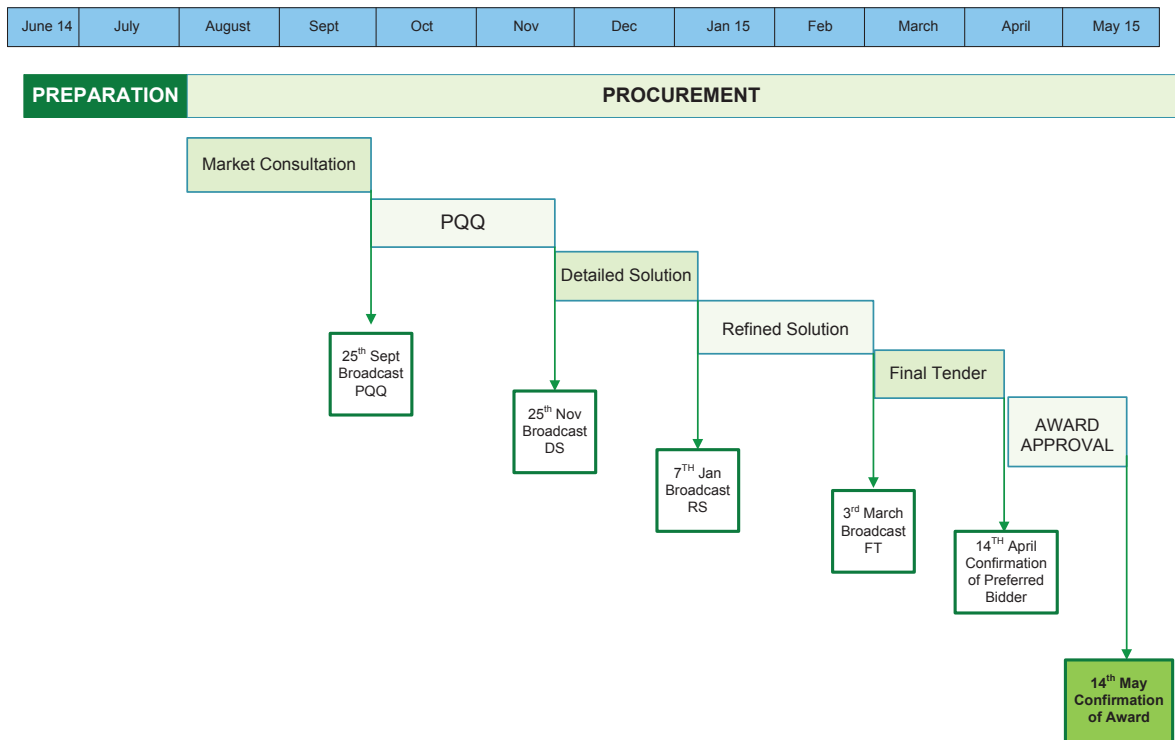 June 14 July August Sept Oct Nov Dec Jan 15 Feb March April May 15
PREPARATION PROCUREMENT
Market Consultation
PQQ
Detailed Solution
Refined Solution
Final Tender
AWARD
APPROVAL
25th Sept
Broadcast
PQQ
25th Nov
Broadcast
DS
7TH Jan
Broadcast
RS
3rd March
Broadcast
FT
14TH April
Confirmation
of Preferred
Bidder
14th May
Confirmation
of Award